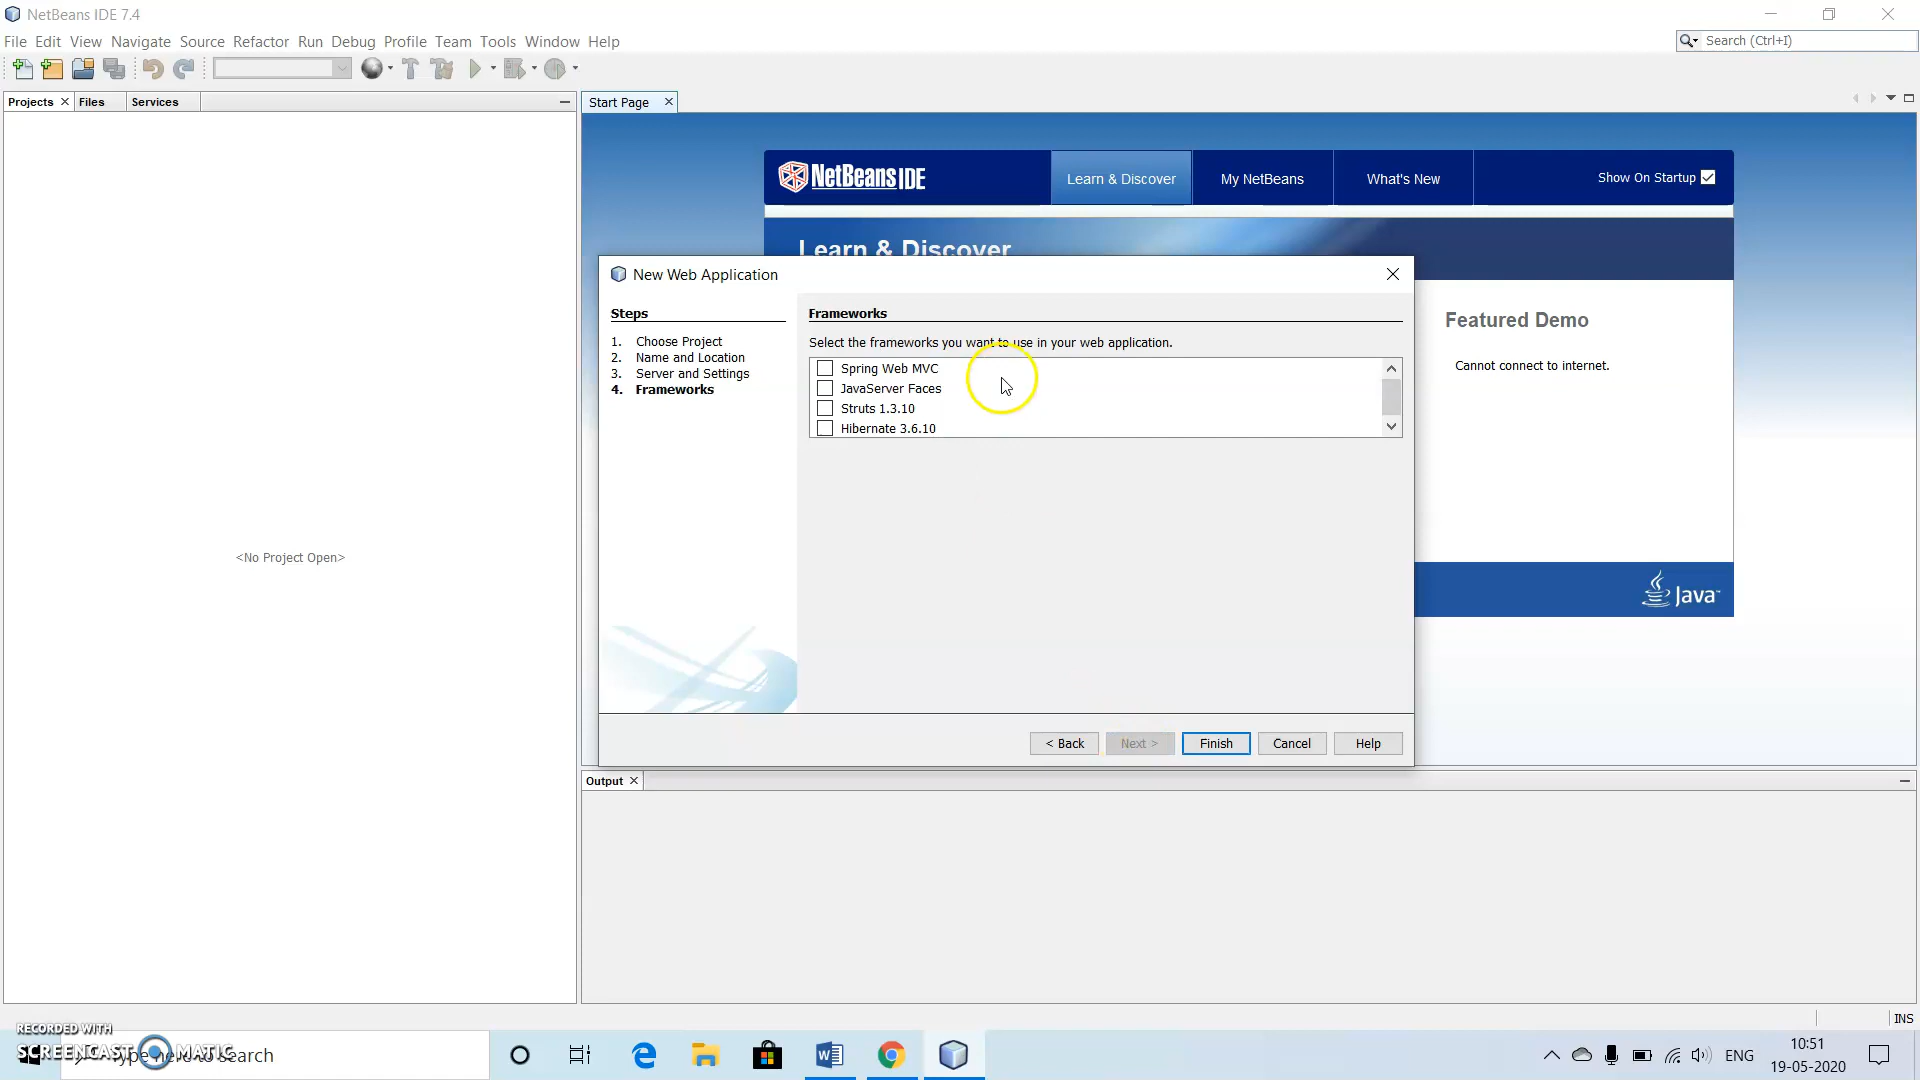 NetBeans IDE 7.4
File Edit View Navigate Source Refactor Run Debug Profile Team Tools Window Help
Search (Ctrl+I)
Projects Files Services
Start Page
NetBeans IDE
Learn & Discover
My NetBeans
What's New
Show On Startup
Learn & Discover
New Web Application
Steps
1. Choose Project
2. Name and Location
3. Server and Settings
4. Frameworks
Frameworks
Select the frameworks you want to use in your web application.
Spring Web MVC
JavaServer Faces
Struts 1.3.10
Hibernate 3.6.10
Featured Demo
Cannot connect to internet.
<No Project Open>
Java
< Back
Next >
Finish
Cancel
Help
Output
INS
RECORDED WITH
SCREENCAST MATIC
Type here to search
ENG
10:51
19-05-2020